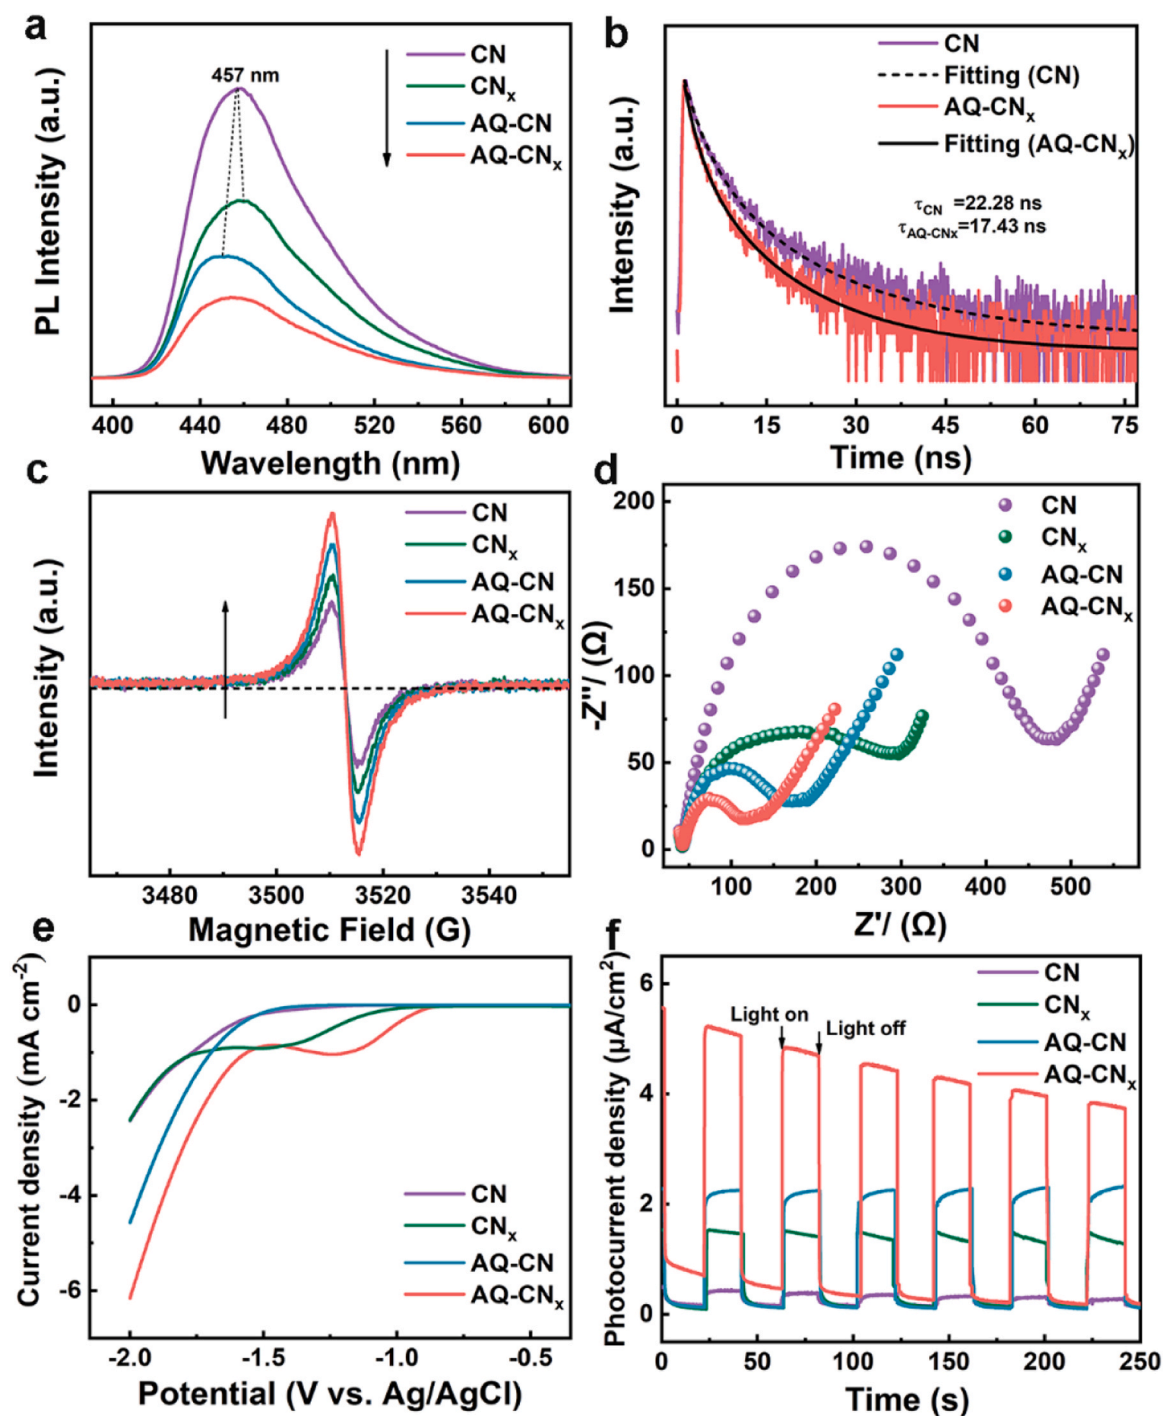 a
PL Intensity (a.u.)
457 nm
CN
CNₓ
AQ-CN
AQ-CNₓ
400 440 480 520 560 600
Wavelength (nm)
b
Intensity (a.u.)
CN
Fitting (CN)
AQ-CNₓ
Fitting (AQ-CNₓ)
τCN =22.28 ns
τAQ-CNx=17.43 ns
0 15 30 45 60 75
Time (ns)
c
Intensity (a.u.)
CN
CNₓ
AQ-CN
AQ-CNₓ
3480 3500 3520 3540
Magnetic Field (G)
d
-Z''/ (Ω)
200
150
100
50
0
CN
CNₓ
AQ-CN
AQ-CNₓ
100 200 300 400 500
Z'/ (Ω)
e
Current density (mA cm⁻²)
0
-2
-4
-6
CN
CNₓ
AQ-CN
AQ-CNₓ
-2.0 -1.5 -1.0 -0.5
Potential (V vs. Ag/AgCl)
f
Photocurrent density (μA/cm²)
6
4
2
0
CN
CNₓ
AQ-CN
AQ-CNₓ
Light on
Light off
0 50 100 150 200 250
Time (s)